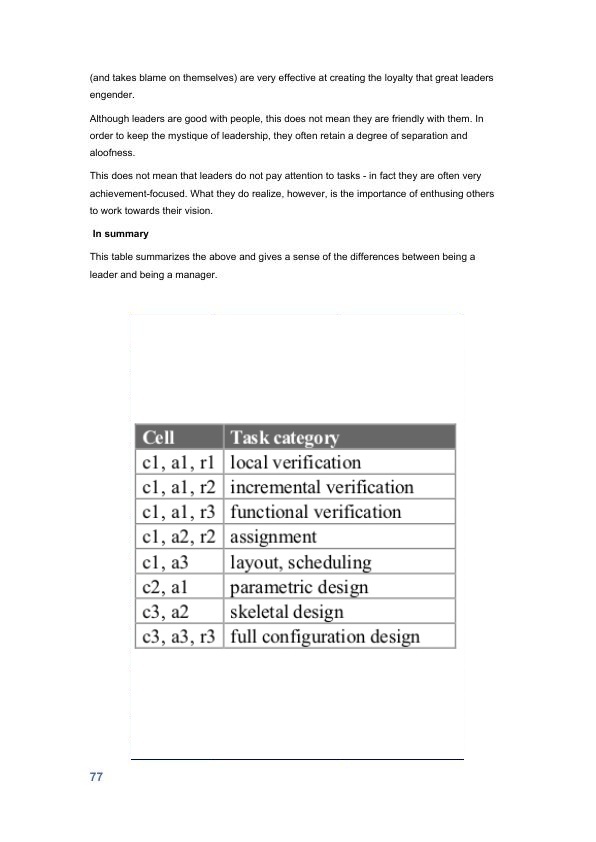 (and takes blame on themselves) are very effective at creating the loyalty that great leaders
engender.
Although leaders are good with people, this does not mean they are friendly with them. In
order to keep the mystique of leadership, they often retain a degree of separation and
aloofness.
This does not mean that leaders do not pay attention to tasks - in fact they are often very
achievement-focused. What they do realize, however, is the importance of enthusing others
to work towards their vision.
In summary
This table summarizes the above and gives a sense of the differences between being a
leader and being a manager.
Cell Task category
c1, a1, r1 local verification
c1, a1, r2 incremental verification
c1, a1, r3 functional verification
c1, a2, r2 assignment
c1, a3 layout, scheduling
c2, a1 parametric design
c3, a2 skeletal design
c3, a3, r3 full configuration design
77